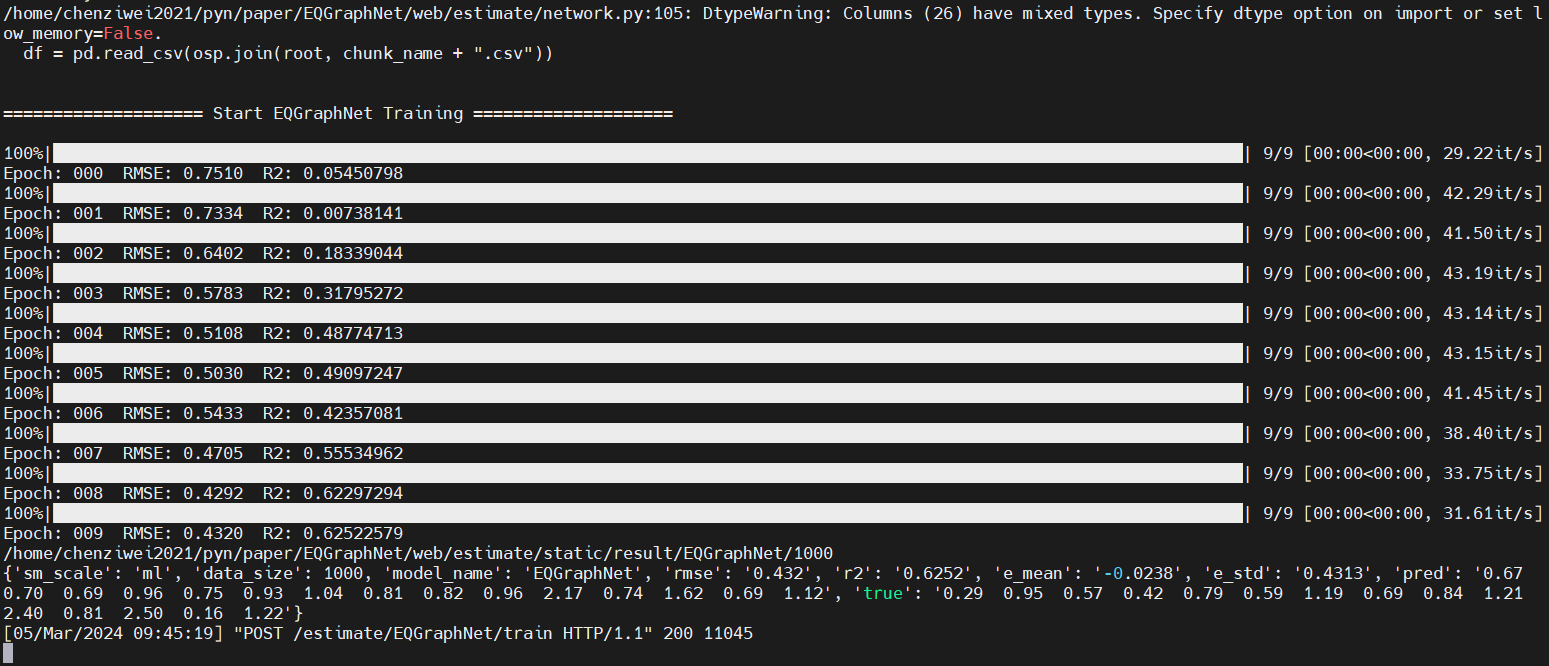 /home/chenziwei2021/pyn/paper/EQGraphNet/web/estimate/network.py:105: DtypeWarning: Columns (26) have mixed types. Specify dtype option on import or set l
ow_memory=False.
  df = pd.read_csv(osp.join(root, chunk_name + ".csv"))
==================== Start EQGraphNet Training ====================
100%| | 9/9 [00:00<00:00, 29.22it/s]
Epoch: 000  RMSE: 0.7510  R2: 0.05450798
100%| | 9/9 [00:00<00:00, 42.29it/s]
Epoch: 001  RMSE: 0.7334  R2: 0.00738141
100%| | 9/9 [00:00<00:00, 41.50it/s]
Epoch: 002  RMSE: 0.6402  R2: 0.18339044
100%| | 9/9 [00:00<00:00, 43.19it/s]
Epoch: 003  RMSE: 0.5783  R2: 0.31795272
100%| | 9/9 [00:00<00:00, 43.14it/s]
Epoch: 004  RMSE: 0.5108  R2: 0.48774713
100%| | 9/9 [00:00<00:00, 43.15it/s]
Epoch: 005  RMSE: 0.5030  R2: 0.49097247
100%| | 9/9 [00:00<00:00, 41.45it/s]
Epoch: 006  RMSE: 0.5433  R2: 0.42357081
100%| | 9/9 [00:00<00:00, 38.40it/s]
Epoch: 007  RMSE: 0.4705  R2: 0.55534962
100%| | 9/9 [00:00<00:00, 33.75it/s]
Epoch: 008  RMSE: 0.4292  R2: 0.62297294
100%| | 9/9 [00:00<00:00, 31.61it/s]
Epoch: 009  RMSE: 0.4320  R2: 0.62522579
/home/chenziwei2021/pyn/paper/EQGraphNet/web/estimate/static/result/EQGraphNet/1000
{'sm_scale': 'ml', 'data_size': 1000, 'model_name': 'EQGraphNet', 'rmse': '0.432', 'r2': '0.6252', 'e_mean': '-0.0238', 'e_std': '0.4313', 'pred': '0.67
0.70  0.69  0.96  0.75  0.93  1.04  0.81  0.82  0.96  2.17  0.74  1.62  0.69  1.12', 'true': '0.29  0.95  0.57  0.42  0.79  0.59  1.19  0.69  0.84  1.21
2.40  0.81  2.50  0.16  1.22'}
[05/Mar/2024 09:45:19] "POST /estimate/EQGraphNet/train HTTP/1.1" 200 11045